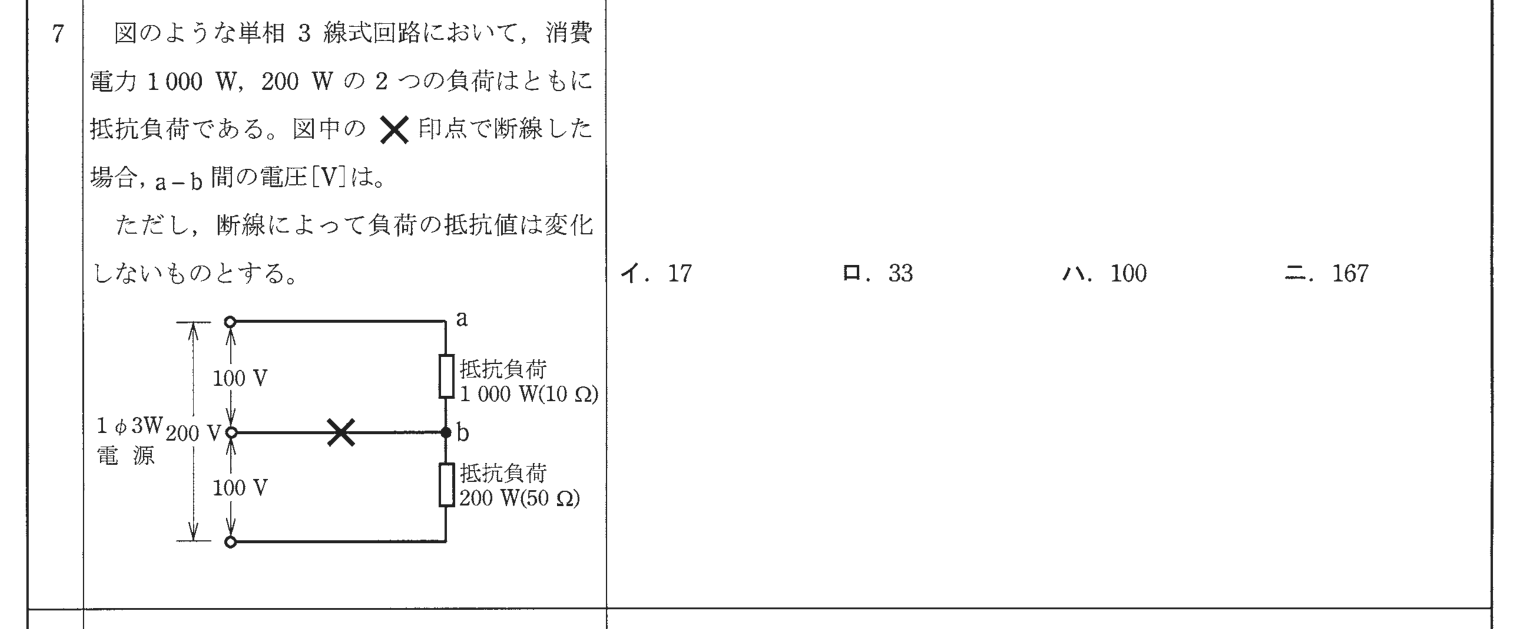 7 図のような単相 3 線式回路において，消費
電力 1 000 W，200 W の 2 つの負荷はともに
抵抗負荷である。図中の ✕ 印点で断線した
場合，a－b 間の電圧[V]は。
ただし，断線によって負荷の抵抗値は変化
しないものとする。
イ．17 ロ．33 ハ．100 ニ．167
a
抵抗負荷
1 000 W(10 Ω)
100 V
1φ3W
電 源
200 V
b
抵抗負荷
200 W(50 Ω)
100 V